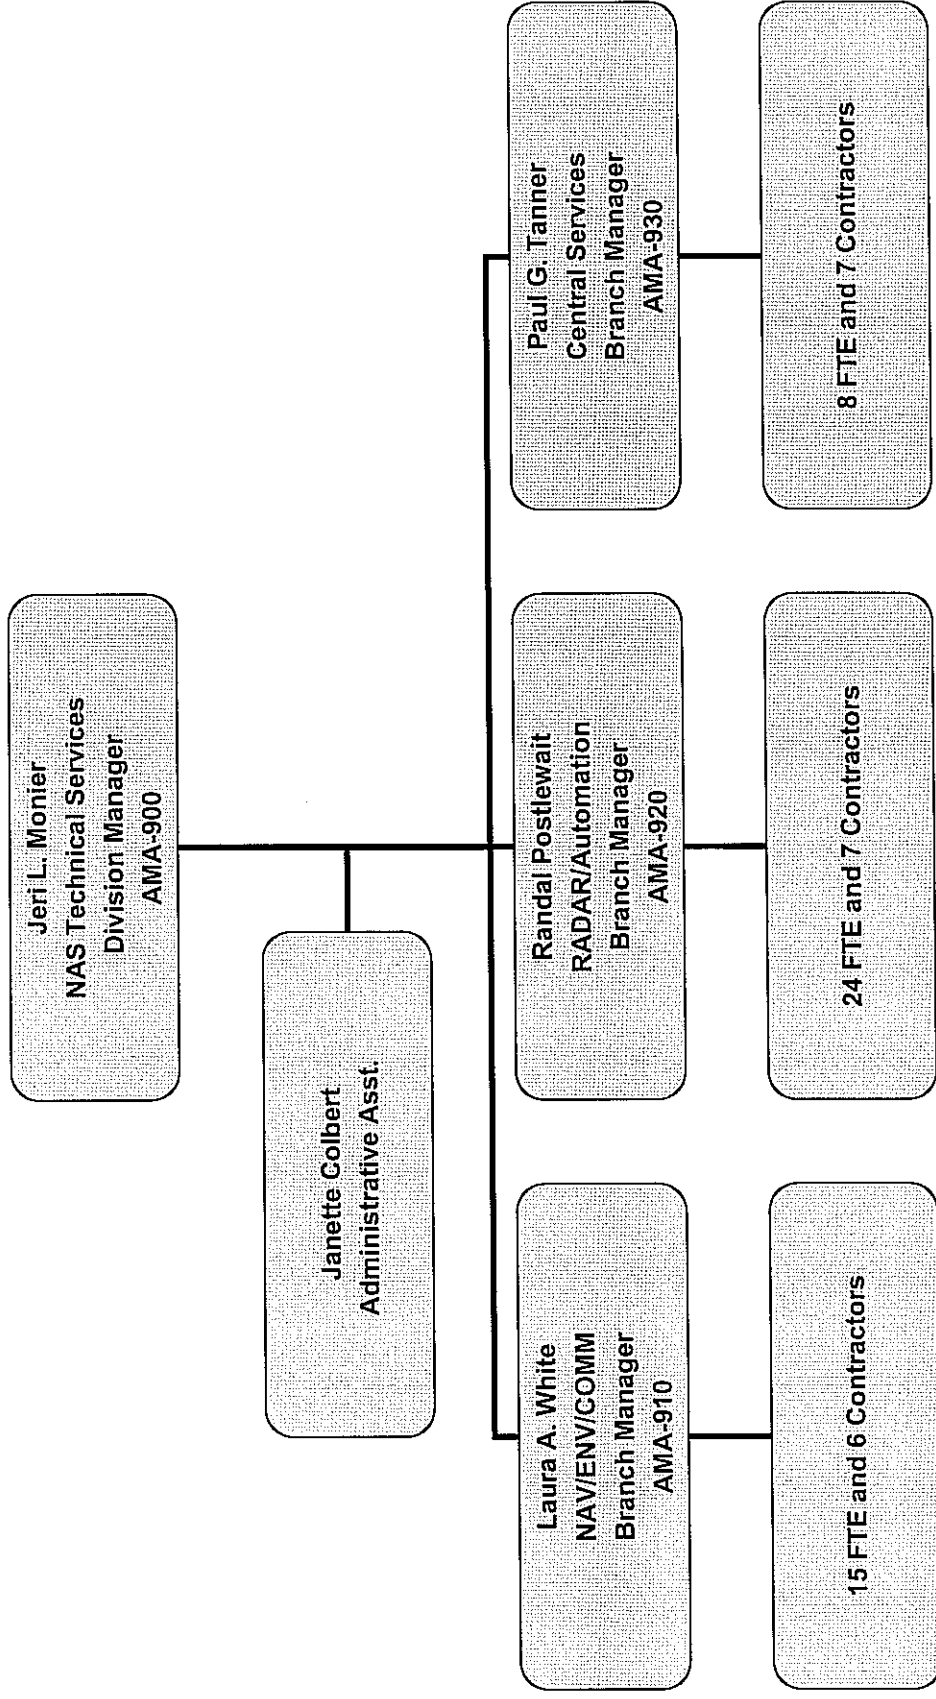 Jeri L. Monier
NAS Technical Services
Division Manager
AMA-900
Janette Colbert
Administrative Asst.
Laura A. White
NAV/ENV/COMM
Branch Manager
AMA-910
Randal Postlewait
RADAR/Automation
Branch Manager
AMA-920
Paul G. Tanner
Central Services
Branch Manager
AMA-930
15 FTE and 6 Contractors
24 FTE and 7 Contractors
8 FTE and 7 Contractors